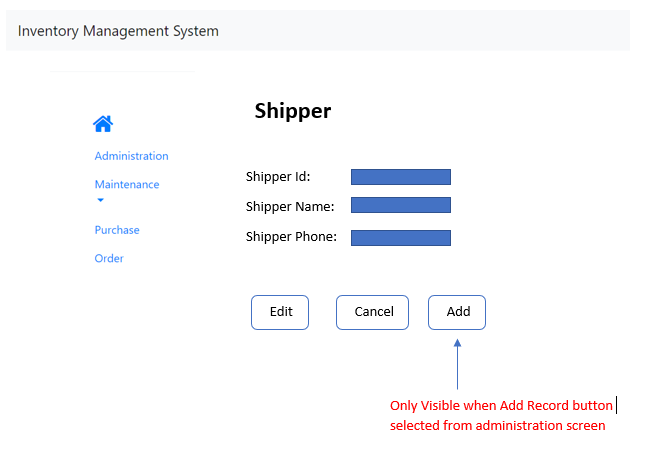 Inventory Management System
Shipper
Administration
Maintenance
Purchase
Order
Shipper Id:
Shipper Name:
Shipper Phone:
Edit
Cancel
Add
Only Visible when Add Record button
selected from administration screen